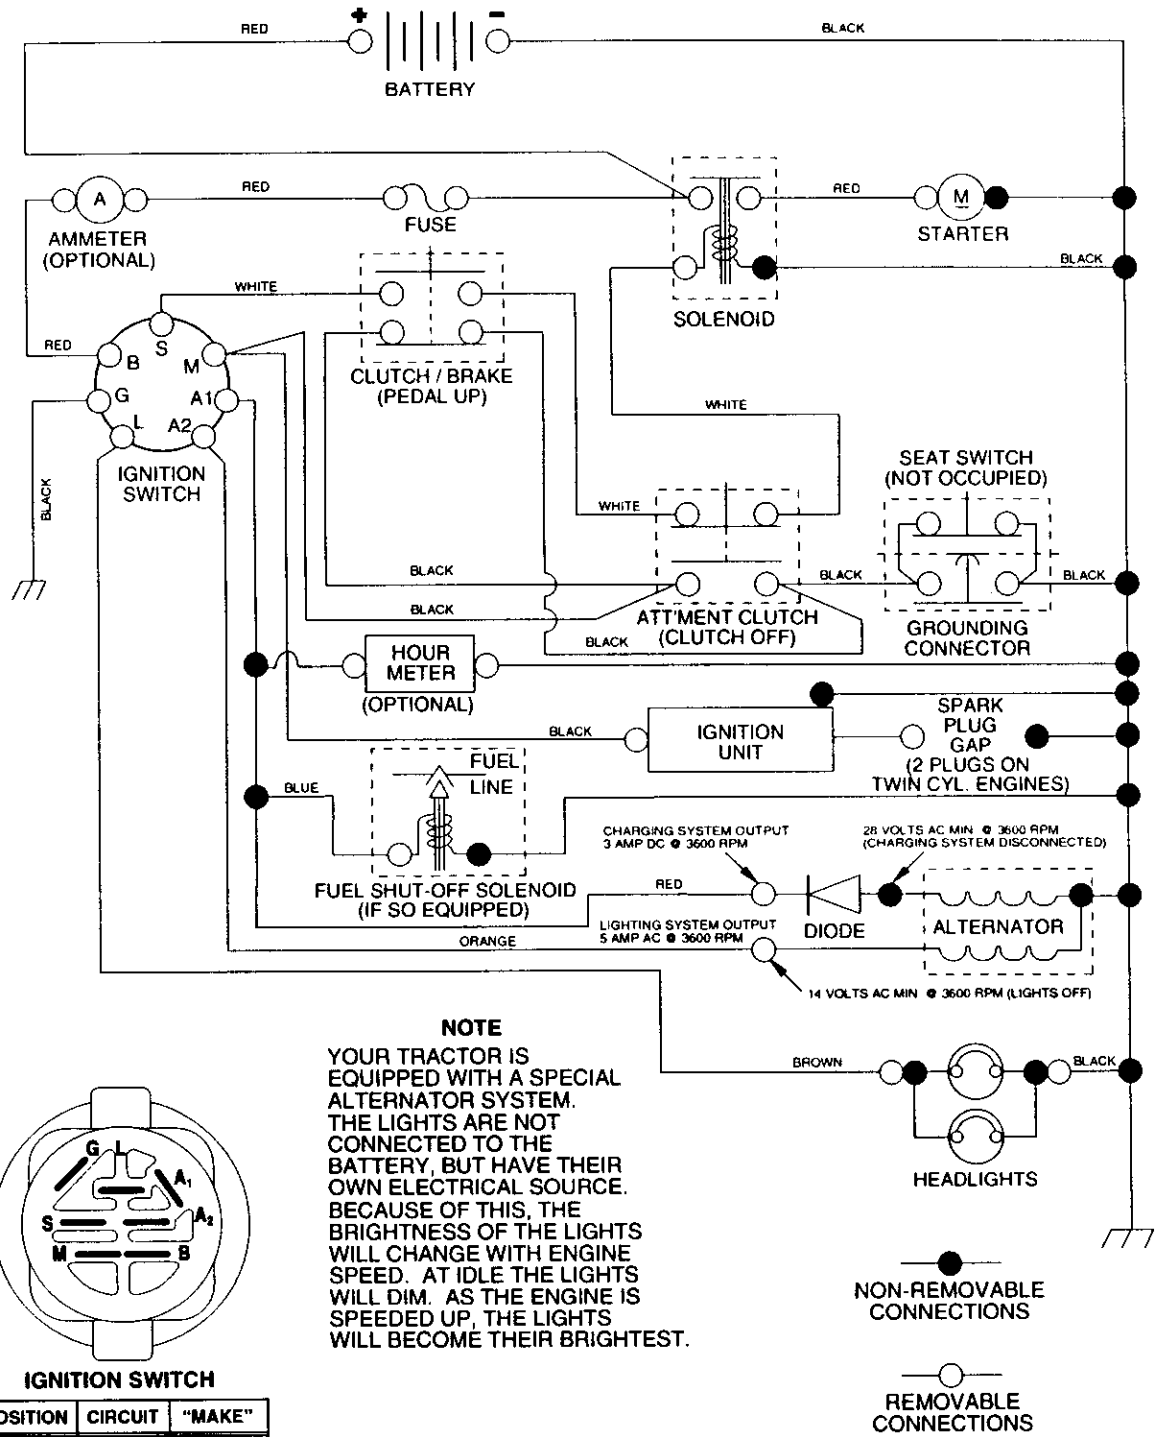 + -
RED
BLACK
BATTERY
A
RED
FUSE
RED
M
STARTER
AMMETER
(OPTIONAL)
BLACK
SOLENOID
WHITE
S
RED
B
M
G
A1
L
A2
CLUTCH / BRAKE
(PEDAL UP)
IGNITION
SWITCH
BLACK
WHITE
SEAT SWITCH
(NOT OCCUPIED)
WHITE
BLACK
BLACK
BLACK
BLACK
ATT'MENT CLUTCH
(CLUTCH OFF)
BLACK
GROUNDING
CONNECTOR
HOUR
METER
(OPTIONAL)
BLACK
IGNITION
UNIT
SPARK
PLUG
GAP
(2 PLUGS ON
TWIN CYL. ENGINES)
FUEL
LINE
BLUE
FUEL SHUT-OFF SOLENOID
(IF SO EQUIPPED)
CHARGING SYSTEM OUTPUT
3 AMP DC @ 3600 RPM
28 VOLTS AC MIN @ 3600 RPM
(CHARGING SYSTEM DISCONNECTED)
RED
DIODE
ALTERNATOR
LIGHTING SYSTEM OUTPUT
5 AMP AC @ 3600 RPM
ORANGE
14 VOLTS AC MIN @ 3600 RPM (LIGHTS OFF)
BROWN
BLACK
HEADLIGHTS
NOTE
YOUR TRACTOR IS
EQUIPPED WITH A SPECIAL
ALTERNATOR SYSTEM.
THE LIGHTS ARE NOT
CONNECTED TO THE
BATTERY, BUT HAVE THEIR
OWN ELECTRICAL SOURCE.
BECAUSE OF THIS, THE
BRIGHTNESS OF THE LIGHTS
WILL CHANGE WITH ENGINE
SPEED. AT IDLE THE LIGHTS
WILL DIM. AS THE ENGINE IS
SPEEDED UP, THE LIGHTS
WILL BECOME THEIR BRIGHTEST.
G L
A1
S
A2
M B
IGNITION SWITCH
OSITION CIRCUIT "MAKE"
NON-REMOVABLE
CONNECTIONS
REMOVABLE
CONNECTIONS